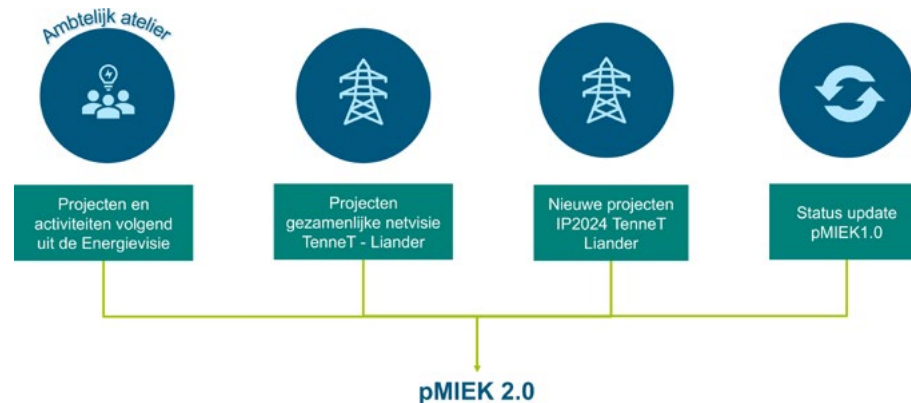 Ambtelijk atelier
Projecten en
activiteiten volgend
uit de Energievisie
Projecten
gezamenlijke netvisie
TenneT - Liander
Nieuwe projecten
IP2024 TenneT
Liander
Status update
pMIEK1.0
pMIEK 2.0